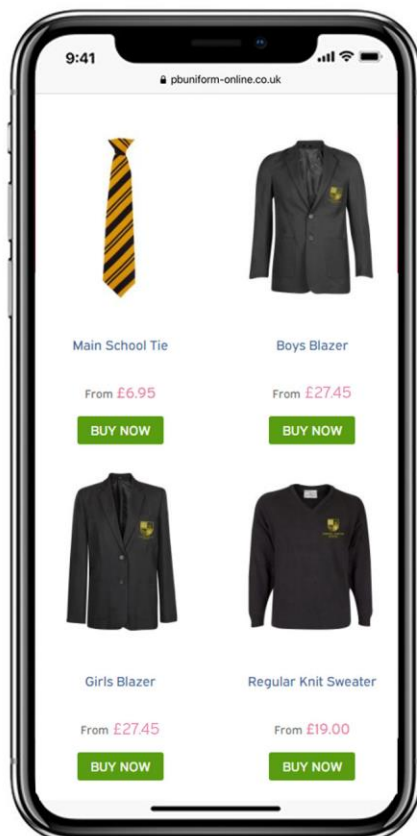 9:41
pbuniform-online.co.uk
Main School Tie
Boys Blazer
From £6.95
From £27.45
BUY NOW
BUY NOW
Girls Blazer
Regular Knit Sweater
From £27.45
From £19.00
BUY NOW
BUY NOW